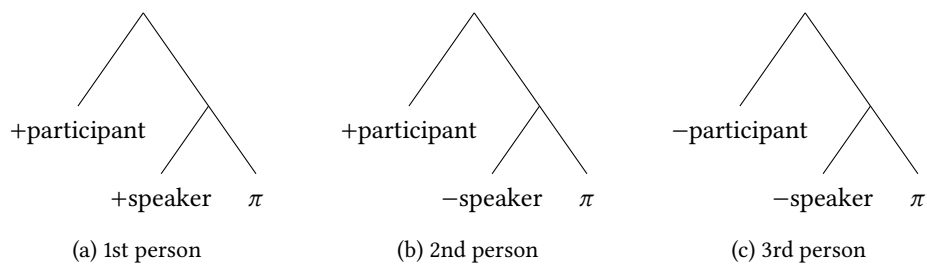 +participant +participant −participant
+speaker π −speaker π −speaker π
(a) 1st person (b) 2nd person (c) 3rd person